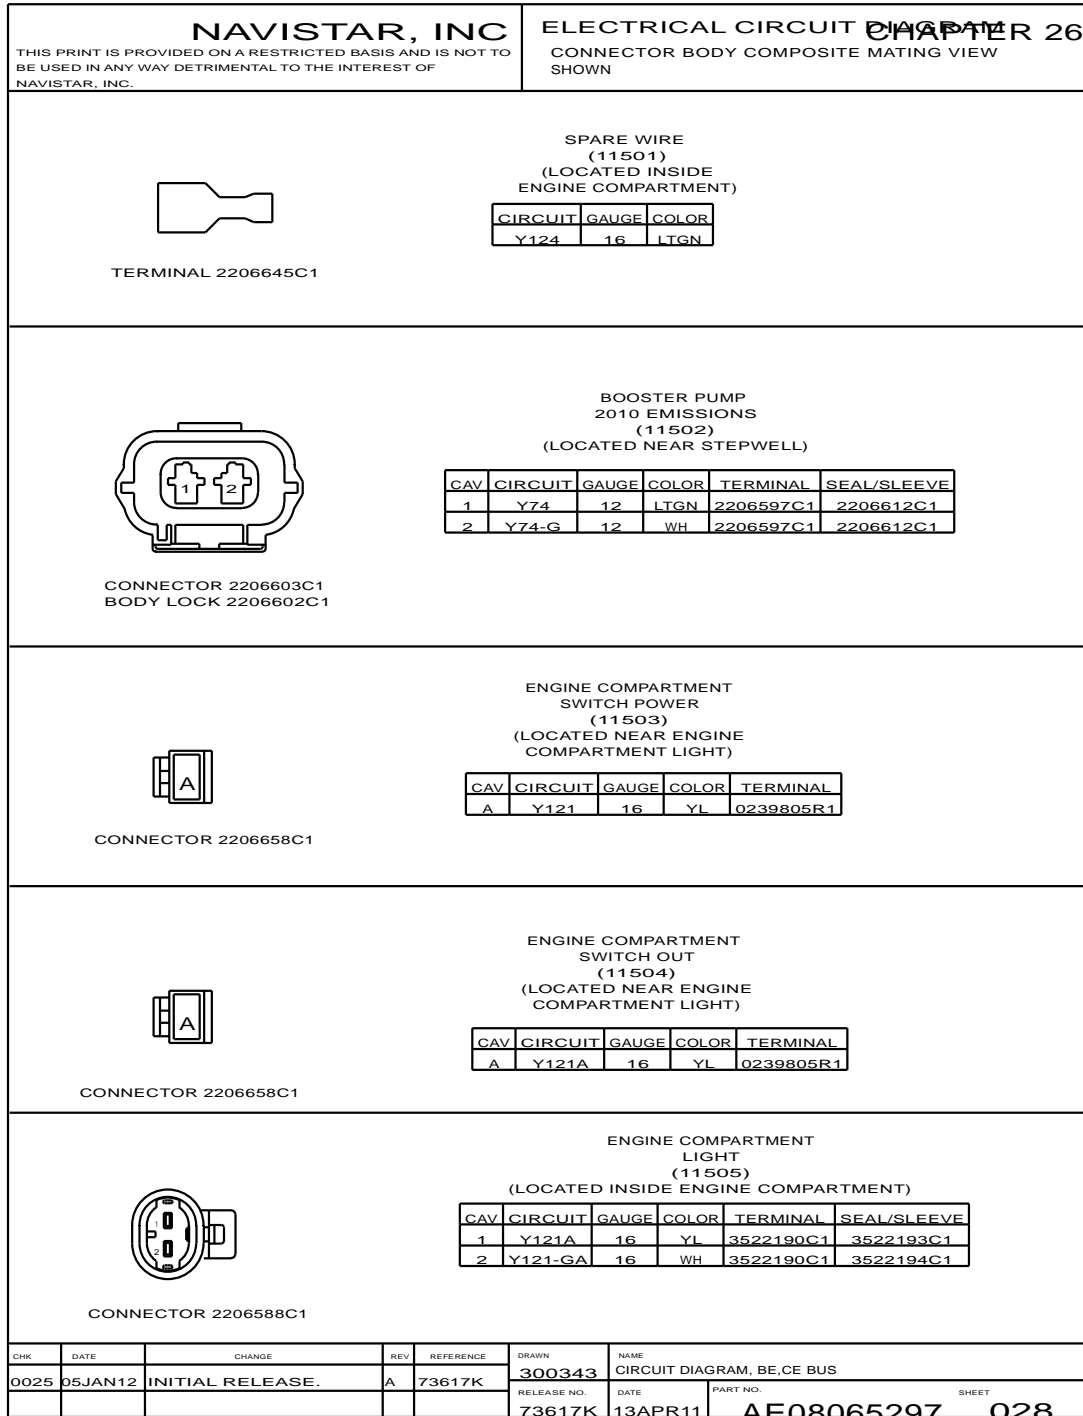 NAVISTAR, INC
THIS PRINT IS PROVIDED ON A RESTRICTED BASIS AND IS NOT TO
BE USED IN ANY WAY DETRIMENTAL TO THE INTEREST OF
NAVISTAR, INC.
ELECTRICAL CIRCUIT DIAGRAM
CHAPTER 26
CONNECTOR BODY COMPOSITE MATING VIEW
SHOWN
SPARE WIRE
(11501)
(LOCATED INSIDE
ENGINE COMPARTMENT)
CIRCUIT GAUGE COLOR
Y124 16 LTGN
TERMINAL 2206645C1
BOOSTER PUMP
2010 EMISSIONS
(11502)
(LOCATED NEAR STEPWELL)
CAV CIRCUIT GAUGE COLOR TERMINAL SEAL/SLEEVE
1 Y74 12 LTGN 2206597C1 2206612C1
2 Y74-G 12 WH 2206597C1 2206612C1
1 2
CONNECTOR 2206603C1
BODY LOCK 2206602C1
ENGINE COMPARTMENT
SWITCH POWER
(11503)
(LOCATED NEAR ENGINE
COMPARTMENT LIGHT)
CAV CIRCUIT GAUGE COLOR TERMINAL
A Y121 16 YL 0239805R1
A
CONNECTOR 2206658C1
ENGINE COMPARTMENT
SWITCH OUT
(11504)
(LOCATED NEAR ENGINE
COMPARTMENT LIGHT)
CAV CIRCUIT GAUGE COLOR TERMINAL
A Y121A 16 YL 0239805R1
A
CONNECTOR 2206658C1
ENGINE COMPARTMENT
LIGHT
(11505)
(LOCATED INSIDE ENGINE COMPARTMENT)
CAV CIRCUIT GAUGE COLOR TERMINAL SEAL/SLEEVE
1 Y121A 16 YL 3522190C1 3522193C1
2 Y121-GA 16 WH 3522190C1 3522194C1
1
2
CONNECTOR 2206588C1
CHK DATE CHANGE REV REFERENCE
0025 05JAN12 INITIAL RELEASE. A 73617K
DRAWN
300343
NAME
CIRCUIT DIAGRAM, BE,CE BUS
RELEASE NO.
73617K
DATE
13APR11
PART NO.
AE08065297
SHEET
028